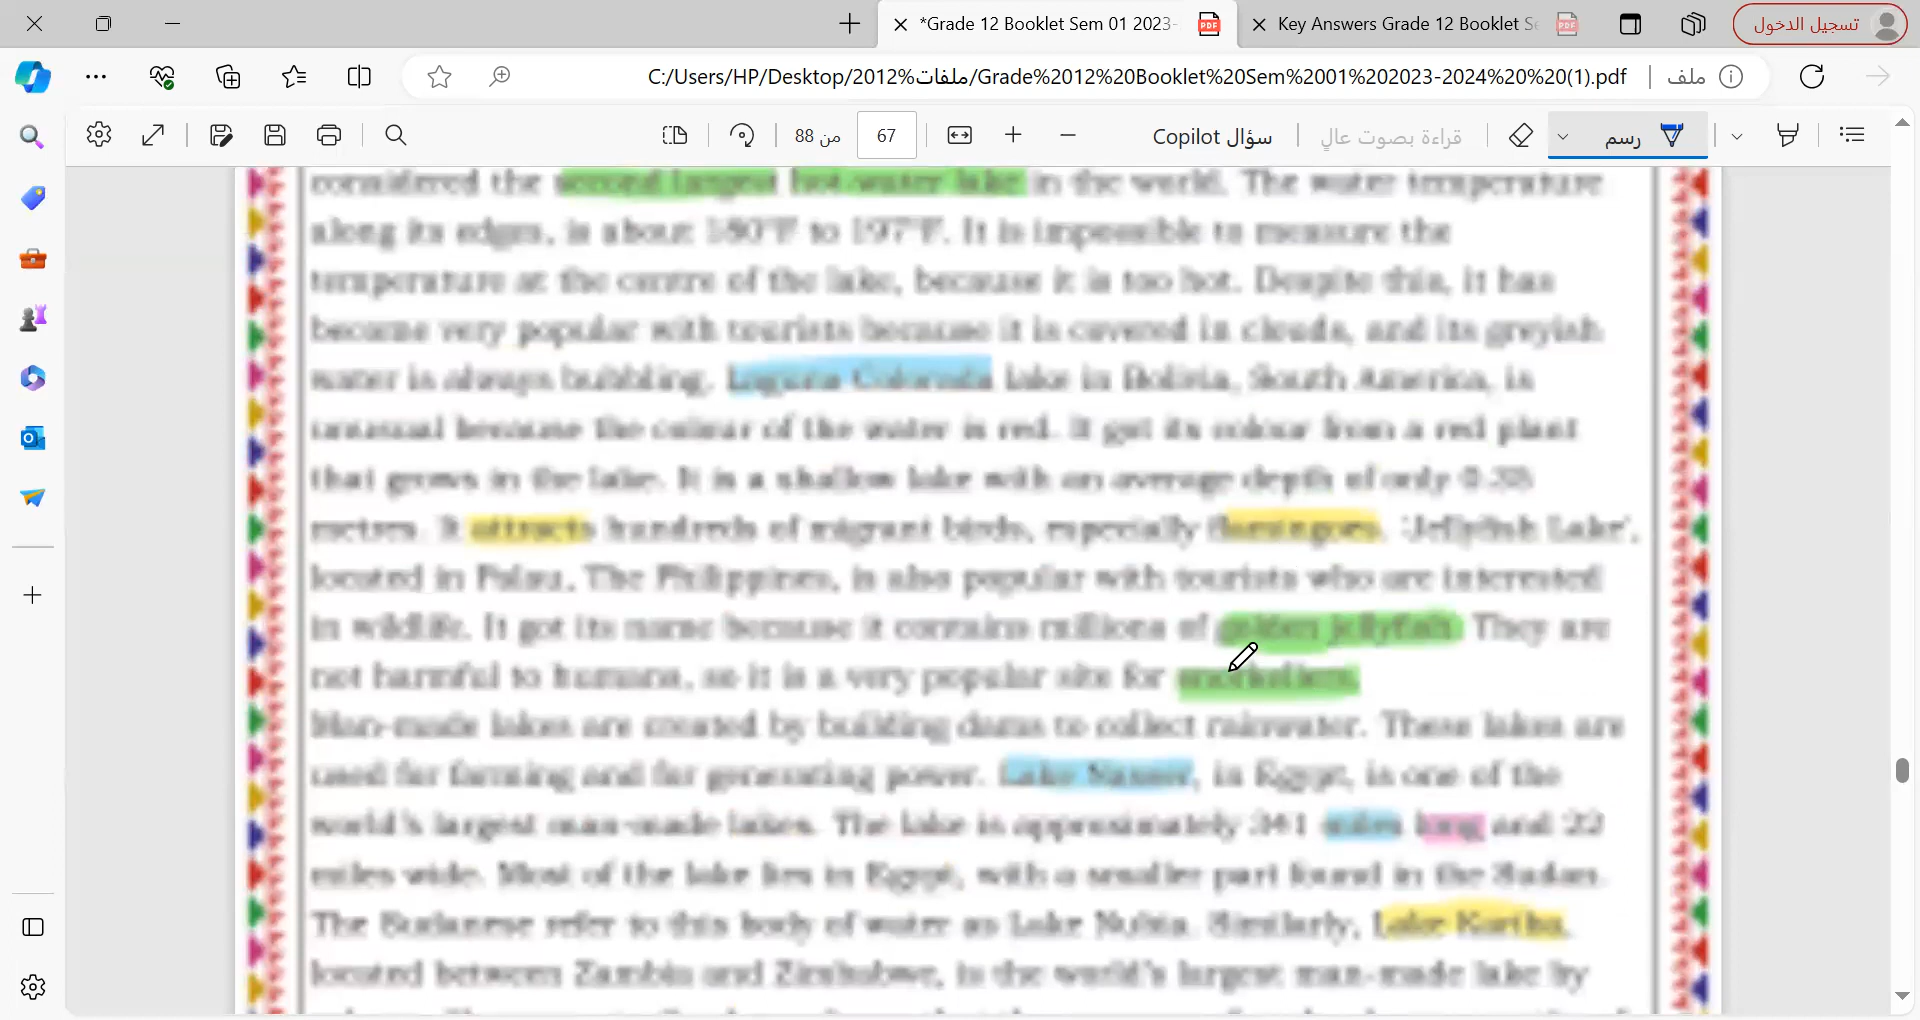 *Grade 12 Booklet Sem 01 2023-
Key Answers Grade 12 Booklet Se
تسجيل الدخول
C:/Users/HP/Desktop/2012%ملفات/Grade%2012%20Booklet%20Sem%2001%202023-2024%20%20(1).pdf
ملف
88 من
67
سؤال Copilot
قراءة بصوت عالٍ
رسم
considered the second largest hot-water lake in the world. The water temperature
along its edges, is about 180°F to 197°F. It is impossible to measure the
temperature at the centre of the lake, because it is too hot. Despite this, it has
become very popular with tourists because it is covered in clouds, and its greyish
water is always bubbling. Laguna Colorada lake in Bolivia, South America, is
unusual because the colour of the water is red. It got its colour from a red plant
that grows in the lake. It is a shallow lake with an average depth of only 0.35
metres. It attracts hundreds of migrant birds, especially flamingoes. 'Jellyfish Lake',
located in Palau, The Philippines, is also popular with tourists who are interested
in wildlife. It got its name because it contains millions of golden jellyfish. They are
not harmful to humans, so it is a very popular site for snorkellers.
Man-made lakes are created by building dams to collect rainwater. These lakes are
used for farming and for generating power. Lake Nasser, in Egypt, is one of the
world's largest man-made lakes. The lake is approximately 341 miles long and 22
miles wide. Most of the lake lies in Egypt, with a smaller part found in the Sudan.
The Sudanese refer to this body of water as Lake Nubia. Similarly, Lake Kariba,
located between Zambia and Zimbabwe, is the world's largest man-made lake by